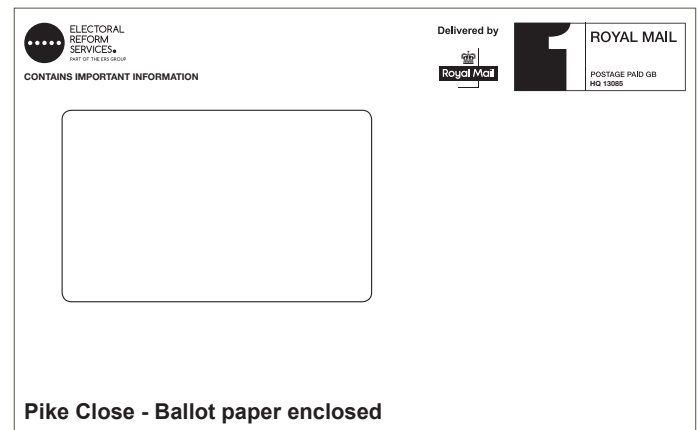 ELECTORAL
REFORM
SERVICES.
PART OF THE ERS GROUP
CONTAINS IMPORTANT INFORMATION
Delivered by
Royal Mail
1
ROYAL MAIL
POSTAGE PAID GB
HQ 13085
Pike Close - Ballot paper enclosed